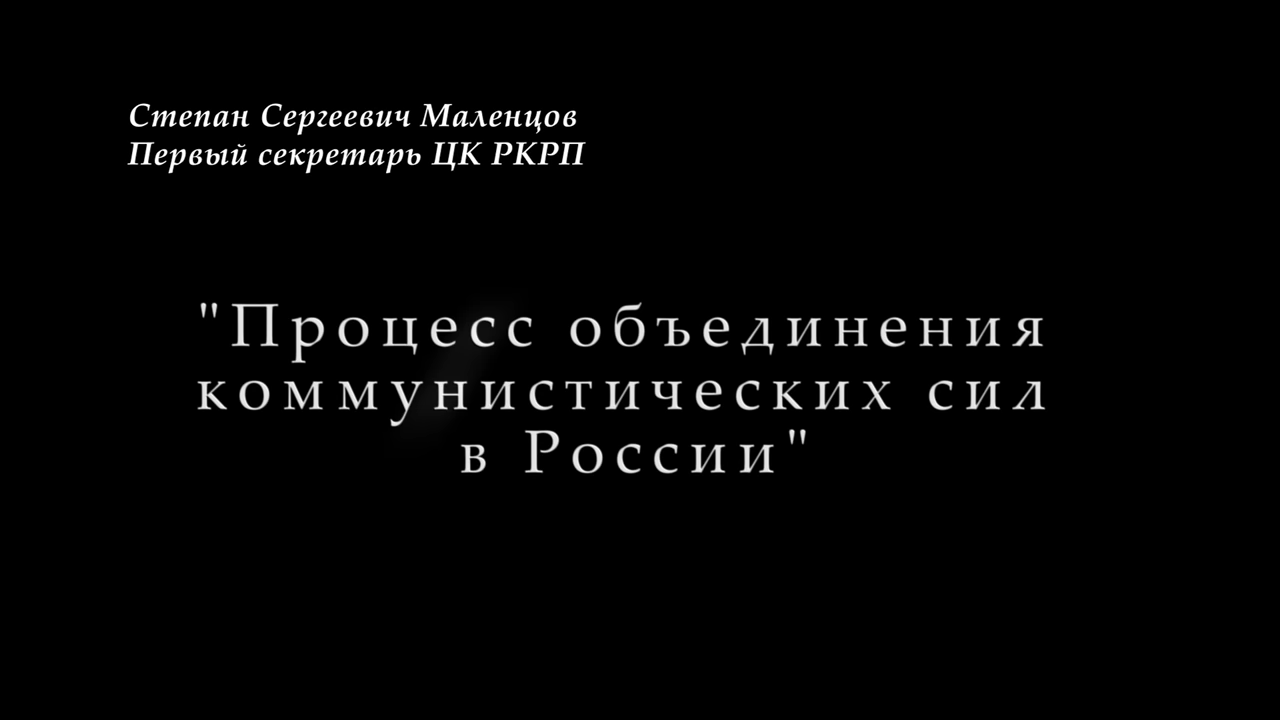 Степан Сергеевич Маленцов
Первый секретарь ЦК РКРП
"Процесс объединения
коммунистических сил
в России"